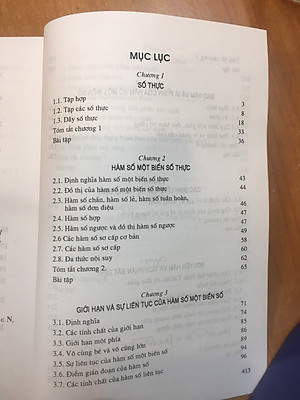 MỤC LỤC
Chương 1
SỐ THỰC
1.1. Tập hợp 3
1.2. Tập các số thực 8
1.3. Dãy số thực 18
Tóm tắt chương 1 33
Bài tập 36
Chương 2
HÀM SỐ MỘT BIẾN SỐ THỰC
2.1. Định nghĩa hàm số một biến số thực 43
2.2. Đồ thị của hàm số một biến số thực 44
2.3. Hàm số chẵn, hàm số lẻ, hàm số tuần hoàn,
hàm số đơn điệu 46
2.4. Hàm số hợp 47
2.5. Hàm số ngược và đồ thị hàm số ngược 47
2.6 Các hàm số sơ cấp cơ bản 50
2.7. Các hàm số sơ cấp 58
2.8. Đa thức nội suy 60
Tóm tắt chương 2. 62
Bài tập 65
Chương 3
GIỚI HẠN VÀ SỰ LIÊN TỤC CỦA HÀM SỐ MỘT BIẾN SỐ
3.1. Định nghĩa 71
3.2. Các tính chất của giới hạn 74
3.3. Giới hạn một phía 85
3.4. Vô cùng bé và vô cùng lớn 86
3.5. Sự liên tục của hàm số một biến số 89
3.6. Điểm gián đoạn của hàm số 94
3.7. Các tính chất của hàm số liên tục 96
413
∈ N,